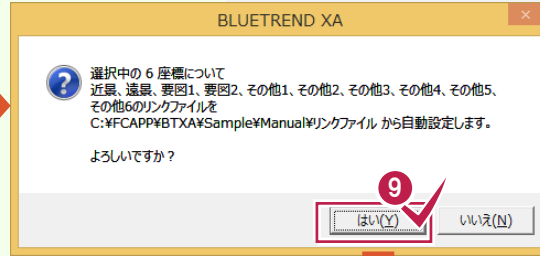 BLUETREND XA
選択中の 6 座標について
近景、遠景、要図1、要図2、その他1、その他2、その他3、その他4、その他5、
その他6のリンクファイルを
C:¥FCAPP¥BTXA¥Sample¥Manual¥リンクファイル から自動設定します。
よろしいですか？
9
はい(Y) いいえ(N)